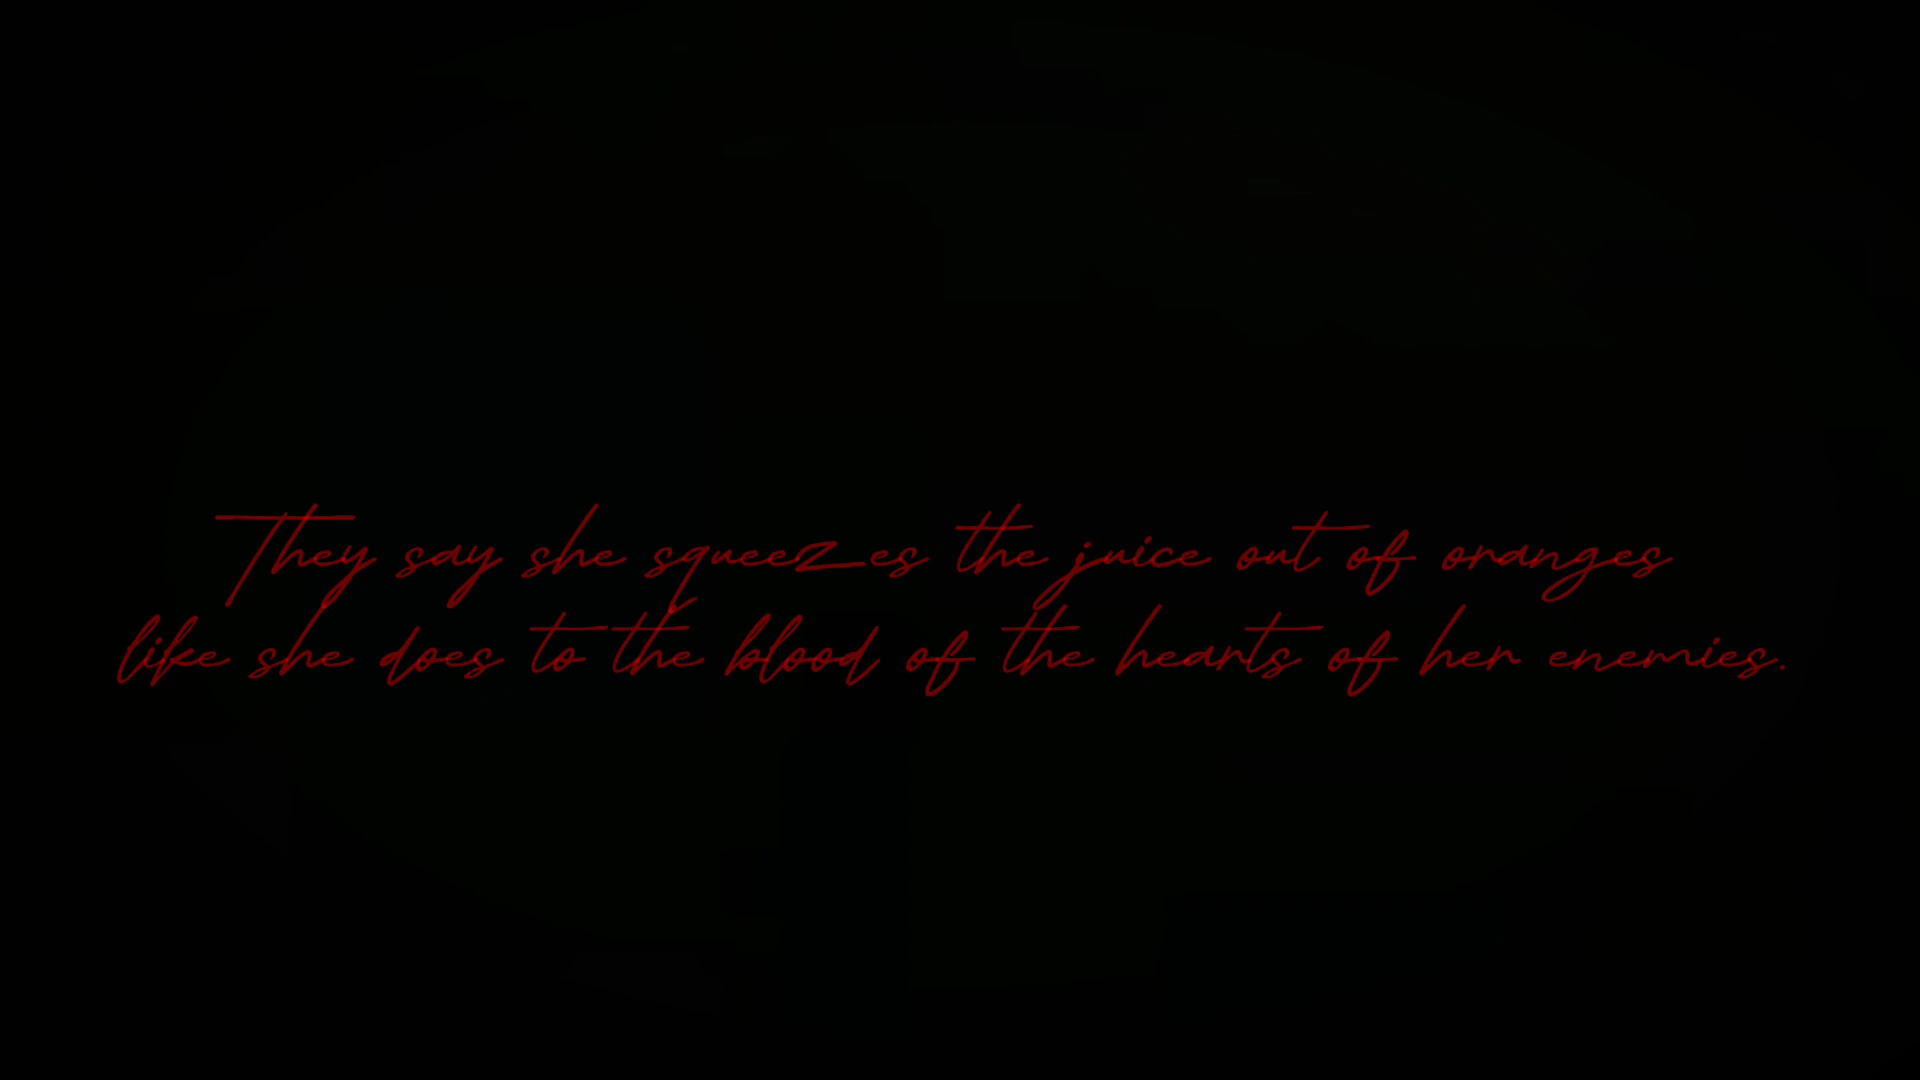 They say she squeezes the juice out of oranges
like she does to the blood of the hearts of her enemies.